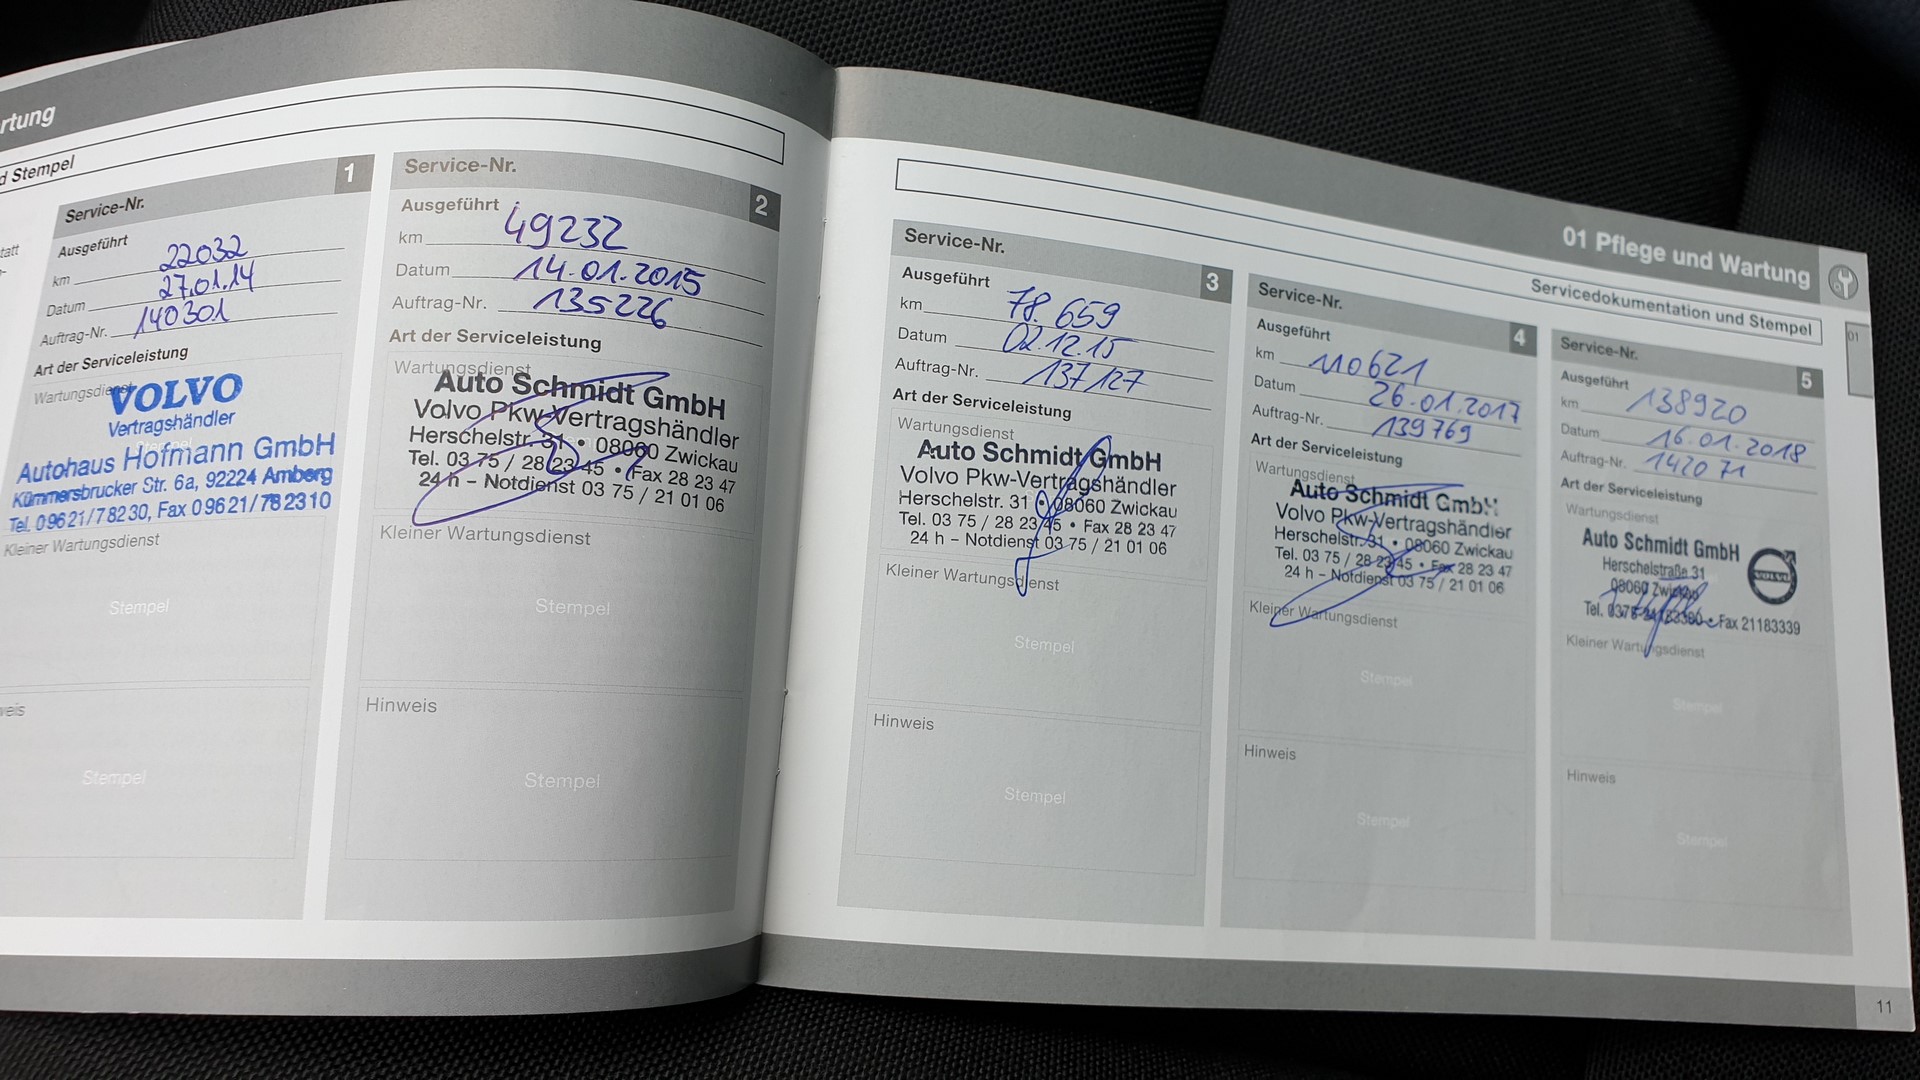 rtung
d Stempel
tatt
Service-Nr. 1
Ausgeführt
km 22032
Datum 27.01.14
Auftrag-Nr. 140301
Art der Serviceleistung
Wartungsdienst
VOLVO
Vertragshändler
Stempel
Autohaus Hofmann GmbH
Kümmersbrucker Str. 6a, 92224 Amberg
Tel. 09621/78230, Fax 09621/782310
Kleiner Wartungsdienst
Stempel
weis
Stempel
Service-Nr. 2
Ausgeführt
km 49232
Datum 14.01.2015
Auftrag-Nr. 135226
Art der Serviceleistung
Wartungsdienst
Auto Schmidt GmbH
Volvo Pkw-Vertragshändler
Herschelstr. 31 • 08060 Zwickau
Tel. 03 75 / 28 23 45 • Fax 28 23 47
24 h – Notdienst 03 75 / 21 01 06
Kleiner Wartungsdienst
Stempel
Hinweis
Stempel
01 Pflege und Wartung
Servicedokumentation und Stempel
01
Service-Nr. 3
Ausgeführt
km 78.659
Datum 02.12.15
Auftrag-Nr. 137127
Art der Serviceleistung
Wartungsdienst
Auto Schmidt GmbH
Volvo Pkw-Vertragshändler
Herschelstr. 31 • 08060 Zwickau
Tel. 03 75 / 28 23 45 • Fax 28 23 47
24 h – Notdienst 03 75 / 21 01 06
Kleiner Wartungsdienst
Stempel
Hinweis
Stempel
Service-Nr. 4
Ausgeführt
km 110621
Datum 26.01.2017
Auftrag-Nr. 139769
Art der Serviceleistung
Wartungsdienst
Auto Schmidt GmbH
Volvo Pkw-Vertragshändler
Herschelstr. 31 • 08060 Zwickau
Tel. 03 75 / 28 23 45 • Fax 28 23 47
24 h – Notdienst 03 75 / 21 01 06
Kleiner Wartungsdienst
Stempel
Hinweis
Stempel
Service-Nr. 5
Ausgeführt
km 138920
Datum 16.01.2018
Auftrag-Nr. 142071
Art der Serviceleistung
Wartungsdienst
Auto Schmidt GmbH
VOLVO
Herschelstraße 31
08060 Zwickau
Tel. • Fax 21183339
Kleiner Wartungsdienst
Stempel
Hinweis
Stempel
11